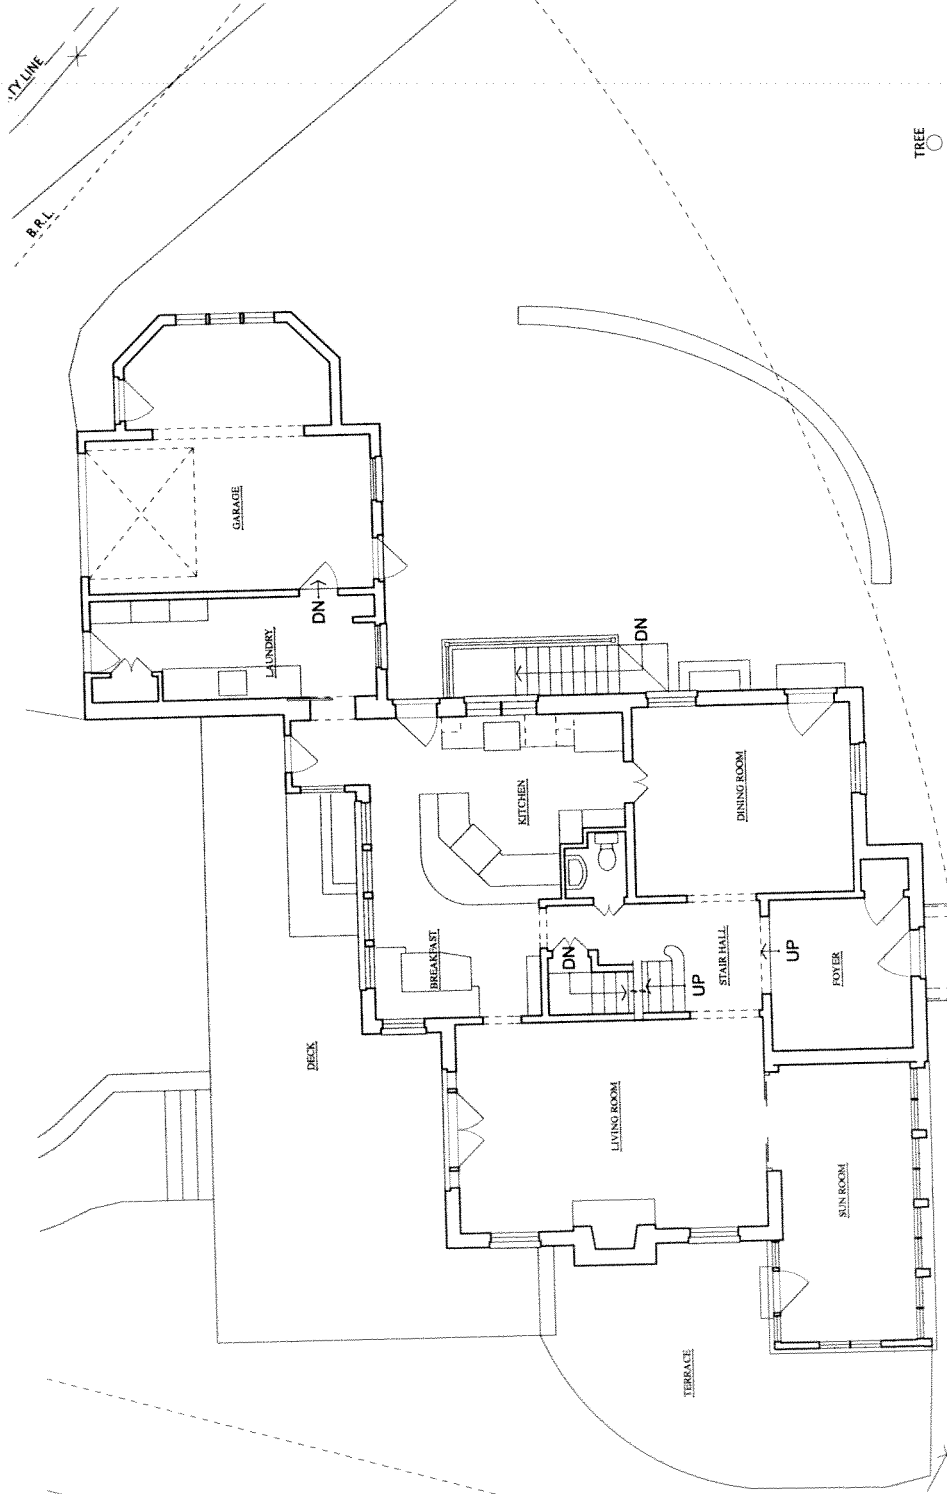 TY LINE
B.R.L.
TREE
GARAGE
DN
LAUNDRY
DN
KITCHEN
DINING ROOM
BREAKFAST
DN
UP
STAIR HALL
UP
FOYER
DECK
LIVING ROOM
SUN ROOM
TERRACE